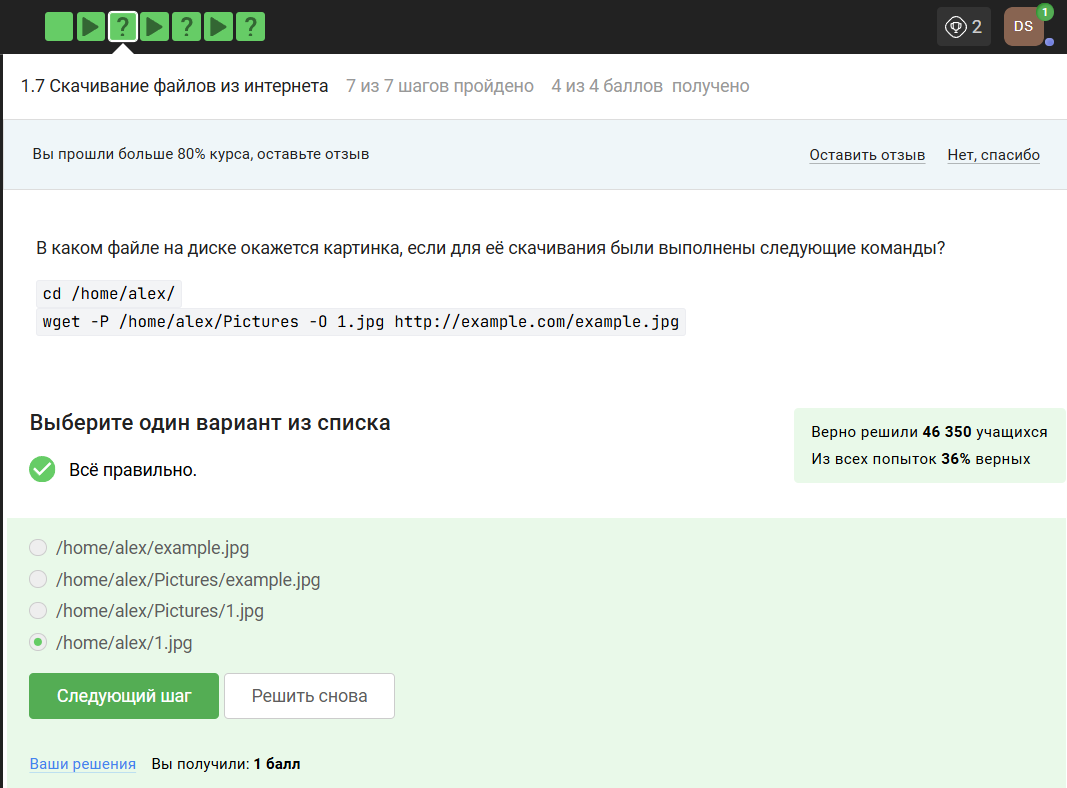 ? ? ?
2
DS
1
1.7 Скачивание файлов из интернета 7 из 7 шагов пройдено 4 из 4 баллов получено
Вы прошли больше 80% курса, оставьте отзыв Оставить отзыв Нет, спасибо
В каком файле на диске окажется картинка, если для её скачивания были выполнены следующие команды?
cd /home/alex/
wget -P /home/alex/Pictures -O 1.jpg http://example.com/example.jpg
Выберите один вариант из списка
Всё правильно.
Верно решили 46 350 учащихся
Из всех попыток 36% верных
/home/alex/example.jpg
/home/alex/Pictures/example.jpg
/home/alex/Pictures/1.jpg
/home/alex/1.jpg
Следующий шаг Решить снова
Ваши решения Вы получили: 1 балл